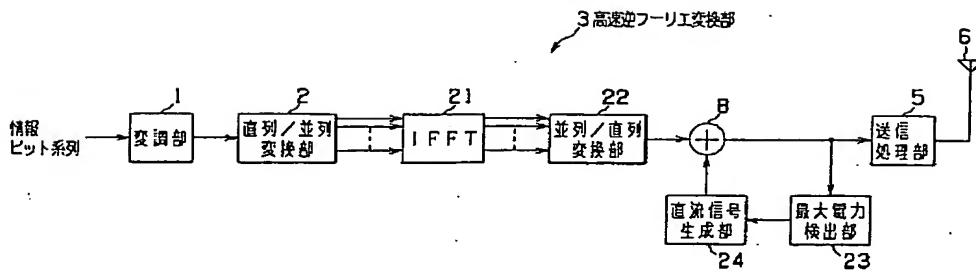 3 高速逆フーリエ変換部
6
1
2
21
22
8
5
情報
ビット系列
変調部
直列/並列
変換部
IFFT
並列/直列
変換部
送信
処理部
直流信号
生成部
最大電力
検出部
24
23